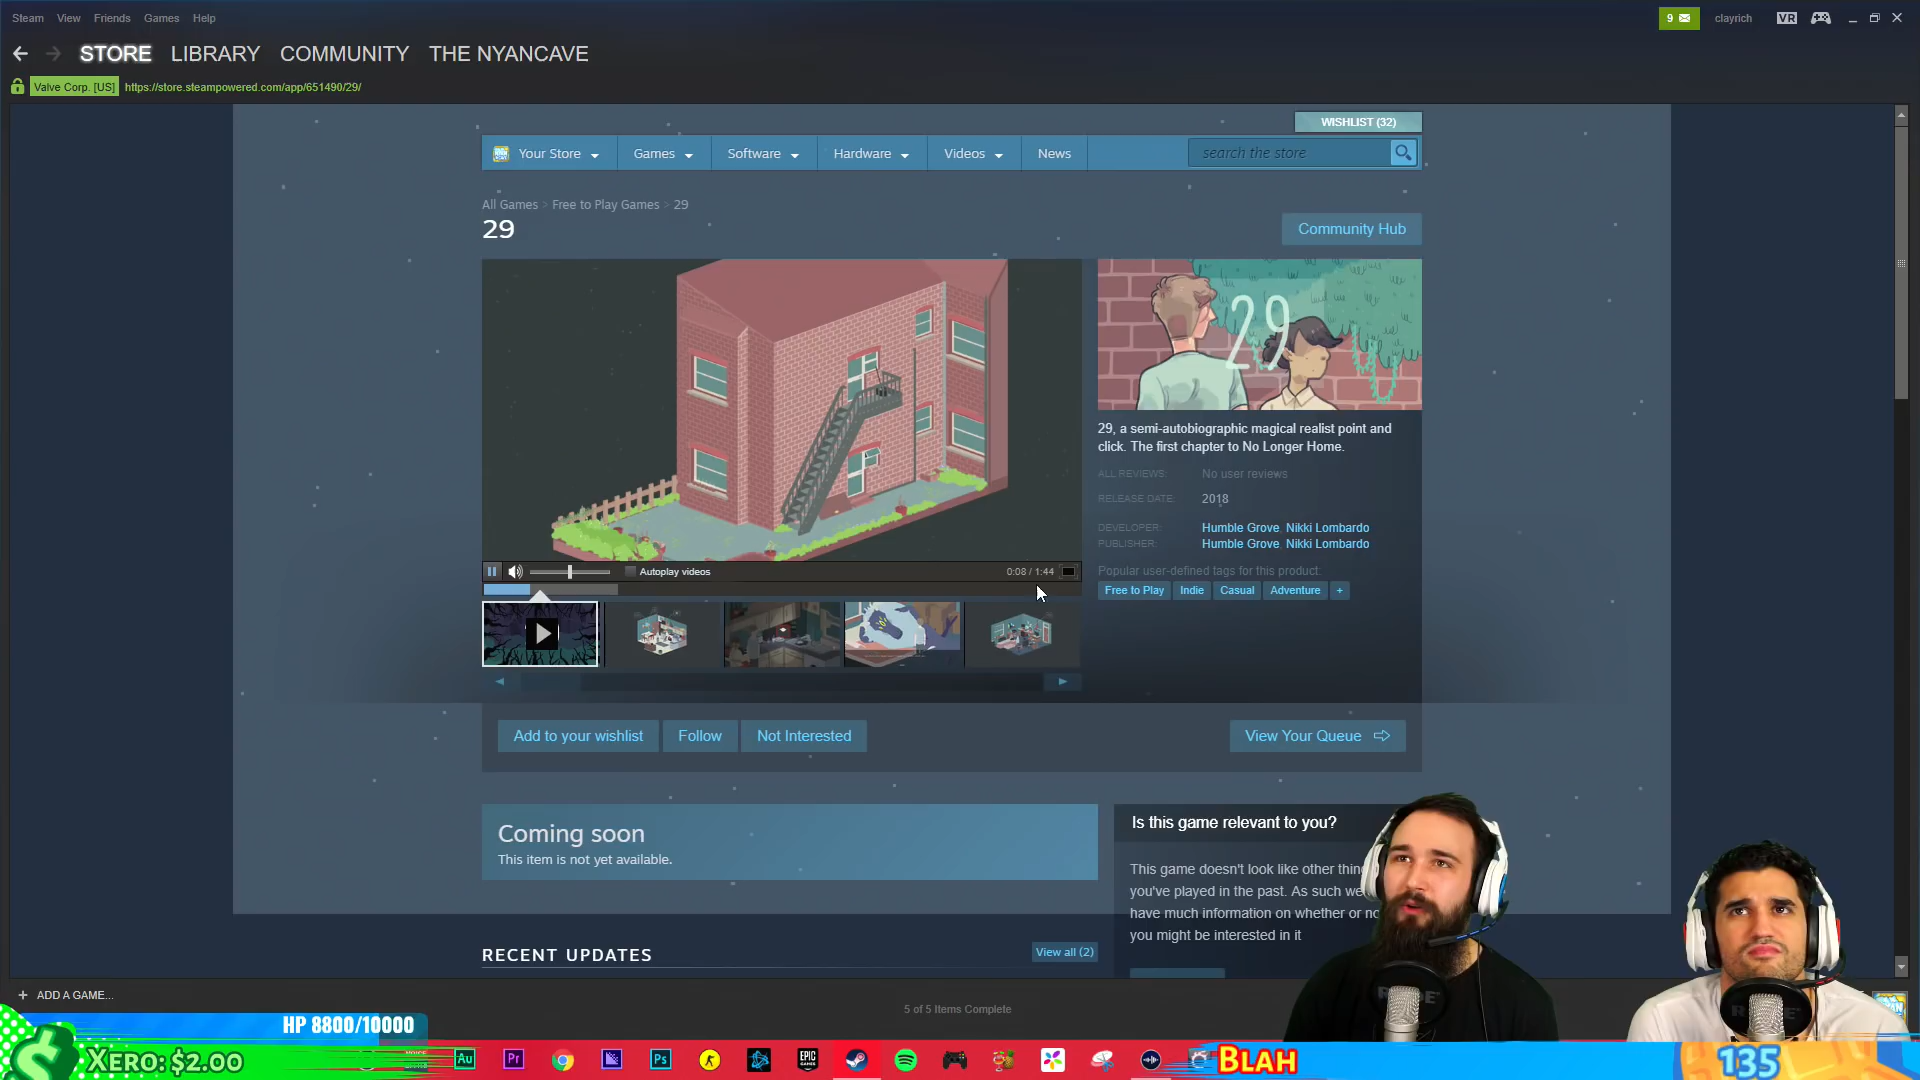 Steam View Friends Games Help
9
clayrich
VR
STORE LIBRARY COMMUNITY THE NYANCAVE
Valve Corp. [US] https://store.steampowered.com/app/651490/29/
WISHLIST (32)
Your Store Games Software Hardware Videos News search the store
All Games > Free to Play Games > 29
29
Community Hub
29
29, a semi-autobiographic magical realist point and
click. The first chapter to No Longer Home.
ALL REVIEWS: No user reviews
RELEASE DATE: 2018
DEVELOPER: Humble Grove, Nikki Lombardo
PUBLISHER: Humble Grove, Nikki Lombardo
Popular user-defined tags for this product:
Free to Play Indie Casual Adventure +
Autoplay videos
0:08 / 1:44
Add to your wishlist Follow Not Interested View Your Queue
Coming soon
This item is not yet available.
Is this game relevant to you?
This game doesn't look like other
you've played in the past. As such we
have much information on whether or
you might be interested in it
RECENT UPDATES View all (2)
+ ADD A GAME...
5 of 5 Items Complete
HP 8800/10000
$ XERO: $2.00
Au Pr Ps
EPIC GAMES
BLAH
135